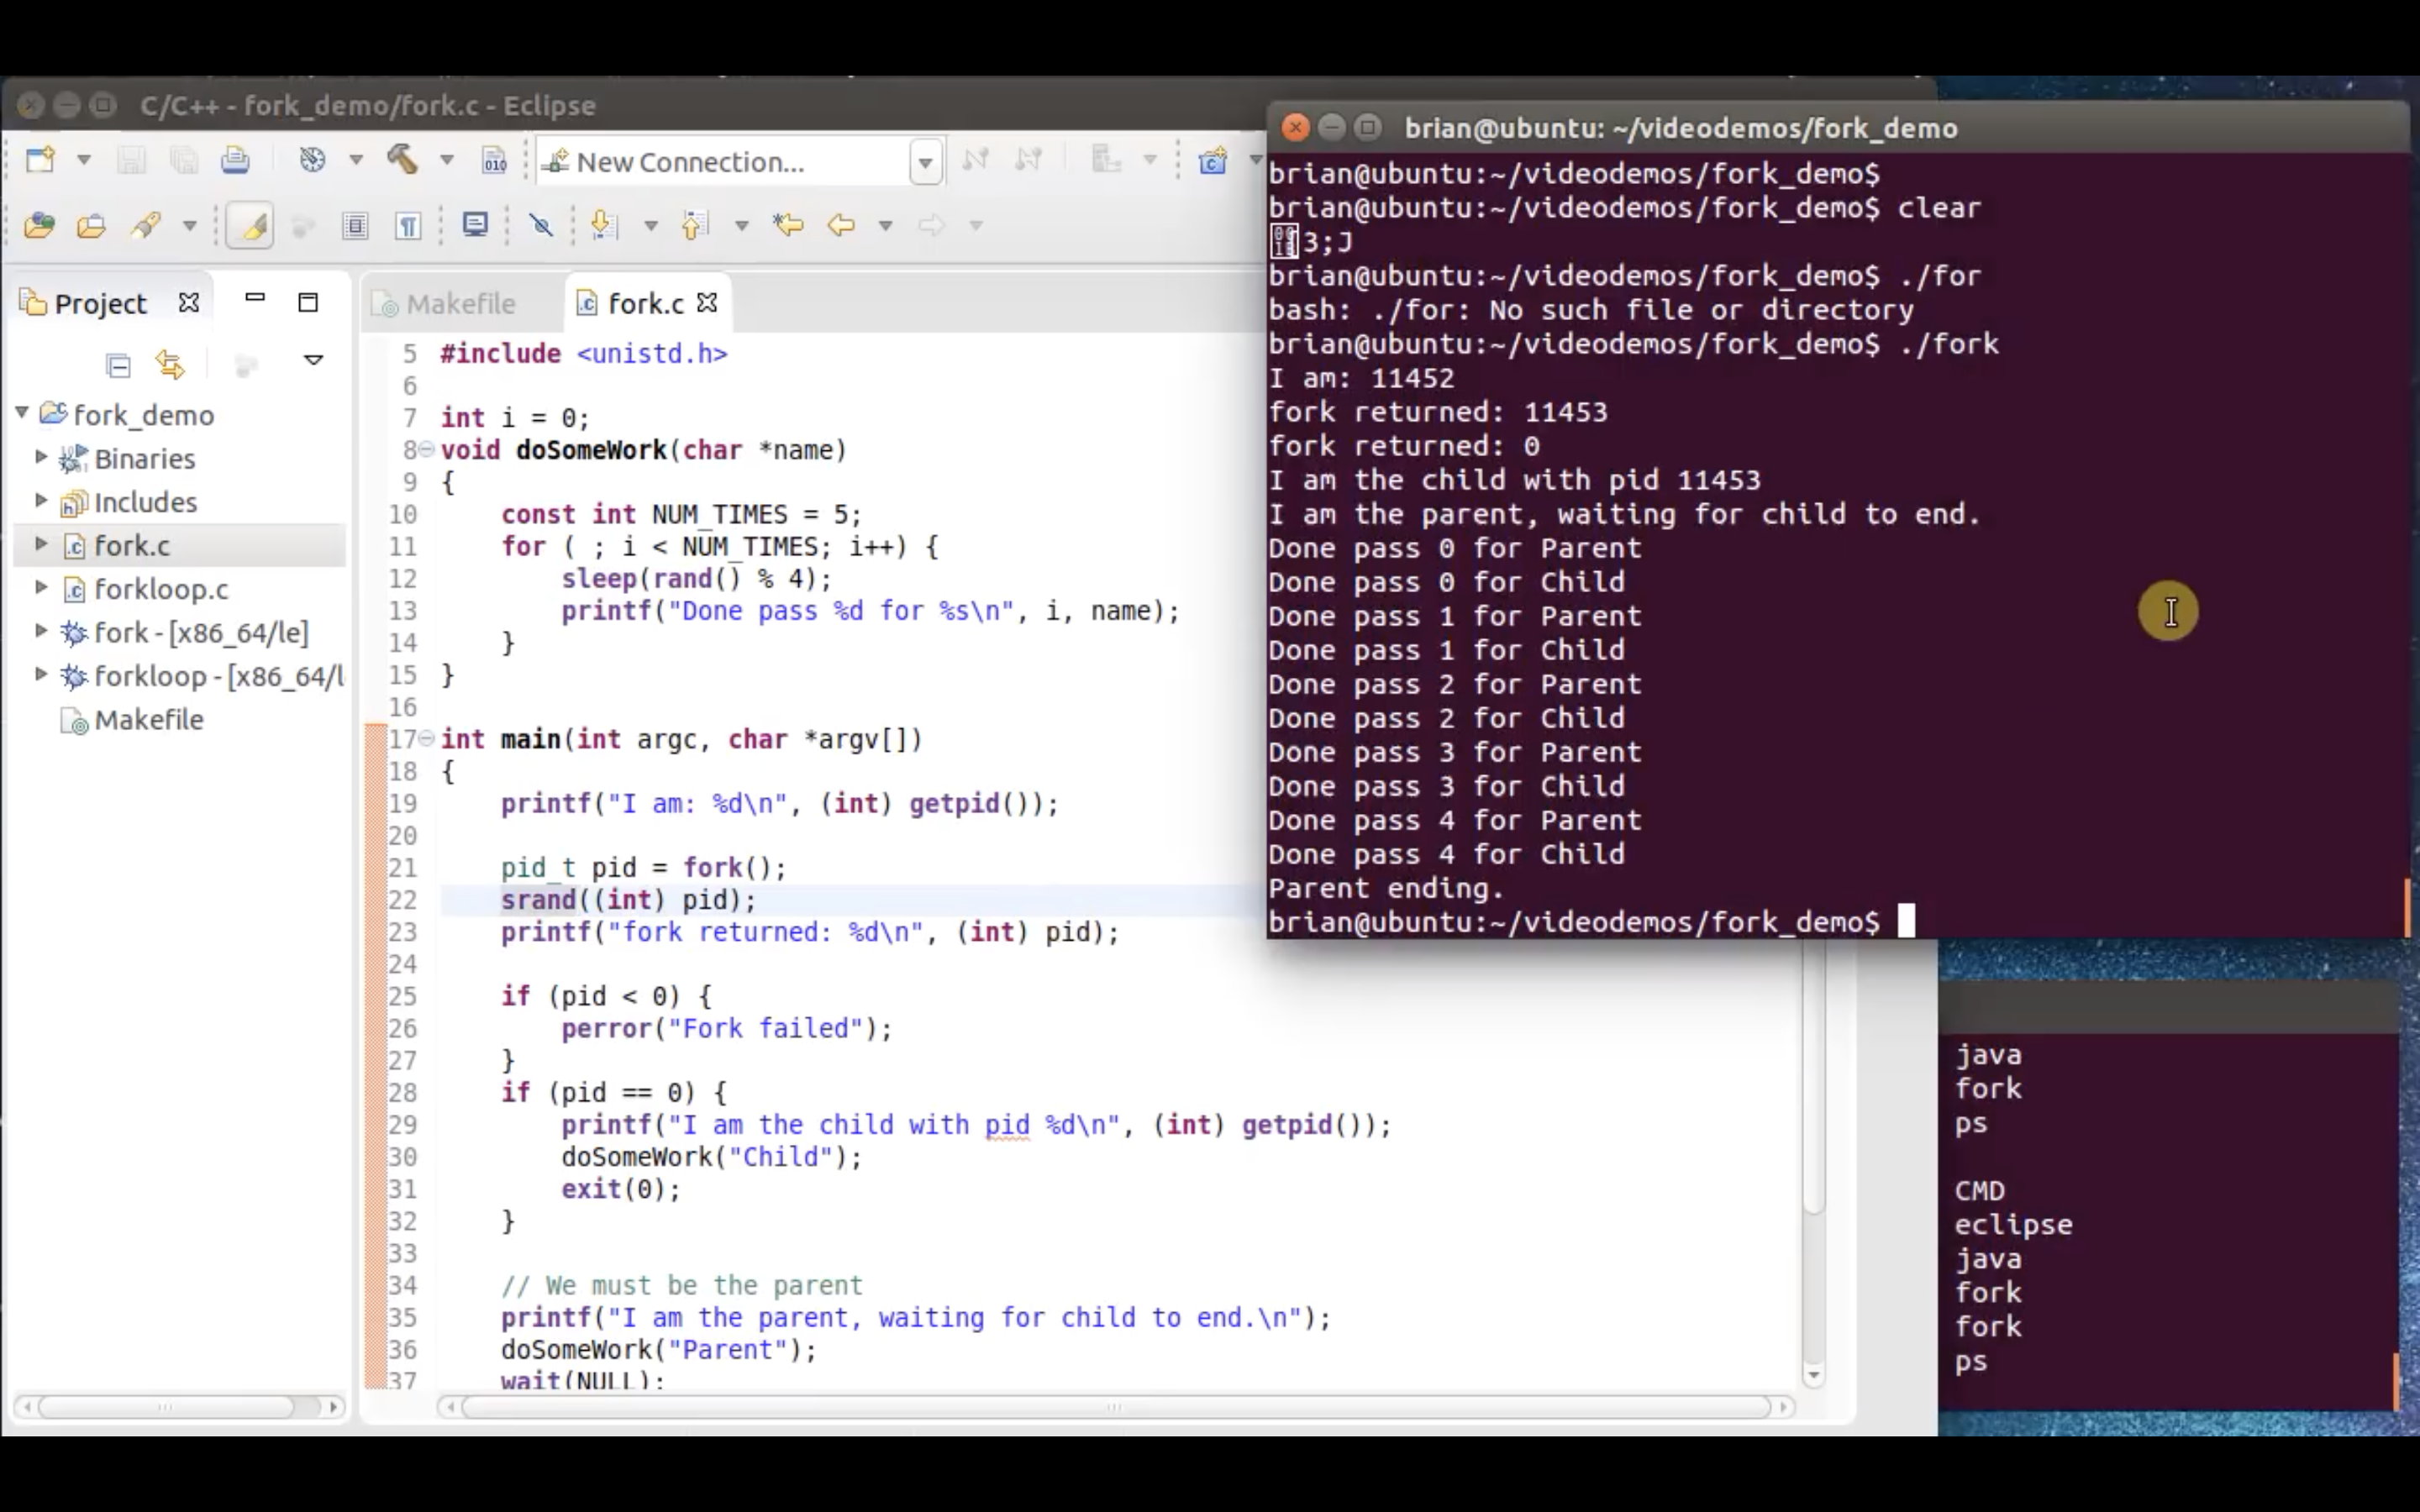 C/C++ - fork_demo/fork.c - Eclipse
New Connection...
Project
fork_demo
Binaries
Includes
fork.c
forkloop.c
fork - [x86_64/le]
forkloop - [x86_64/l
Makefile
Makefile
fork.c
5 #include <unistd.h>
6
7 int i = 0;
8 void doSomeWork(char *name)
9 {
10     const int NUM_TIMES = 5;
11     for ( ; i < NUM_TIMES; i++) {
12         sleep(rand() % 4);
13         printf("Done pass %d for %s\n", i, name);
14     }
15 }
16
17 int main(int argc, char *argv[])
18 {
19     printf("I am: %d\n", (int) getpid());
20
21     pid_t pid = fork();
22     srand((int) pid);
23     printf("fork returned: %d\n", (int) pid);
24
25     if (pid < 0) {
26         perror("Fork failed");
27     }
28     if (pid == 0) {
29         printf("I am the child with pid %d\n", (int) getpid());
30         doSomeWork("Child");
31         exit(0);
32     }
33
34     // We must be the parent
35     printf("I am the parent, waiting for child to end.\n");
36     doSomeWork("Parent");
37     wait(NULL);
brian@ubuntu: ~/videodemos/fork_demo
brian@ubuntu:~/videodemos/fork_demo$
brian@ubuntu:~/videodemos/fork_demo$ clear
3;J
brian@ubuntu:~/videodemos/fork_demo$ ./for
bash: ./for: No such file or directory
brian@ubuntu:~/videodemos/fork_demo$ ./fork
I am: 11452
fork returned: 11453
fork returned: 0
I am the child with pid 11453
I am the parent, waiting for child to end.
Done pass 0 for Parent
Done pass 0 for Child
Done pass 1 for Parent
Done pass 1 for Child
Done pass 2 for Parent
Done pass 2 for Child
Done pass 3 for Parent
Done pass 3 for Child
Done pass 4 for Parent
Done pass 4 for Child
Parent ending.
brian@ubuntu:~/videodemos/fork_demo$
java
fork
ps
CMD
eclipse
java
fork
fork
ps